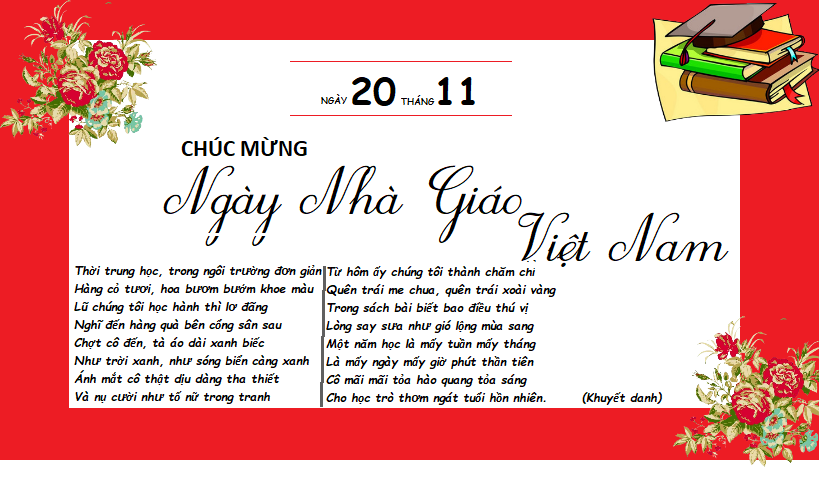 NGÀY 20 THÁNG 11
CHÚC MỪNG
Ngày Nhà Giáo
Việt Nam
Thời trung học, trong ngôi trường đơn giản
Hàng cỏ tươi, hoa bươm bướm khoe màu
Lũ chúng tôi học hành thì lơ đãng
Nghĩ đến hàng quà bên cổng sân sau
Chợt cô đến, tà áo dài xanh biếc
Như trời xanh, như sóng biển càng xanh
Ánh mắt cô thật dịu dàng tha thiết
Và nụ cười như tố nữ trong tranh
Từ hôm ấy chúng tôi thành chăm chỉ
Quên trái me chua, quên trái xoài vàng
Trong sách bài biết bao điều thú vị
Lòng say sưa như gió lộng mùa sang
Một năm học là mấy tuần mấy tháng
Là mấy ngày mấy giờ phút thần tiên
Cô mãi mãi tỏa hào quang tỏa sáng
Cho học trò thơm ngát tuổi hồn nhiên. (Khuyết danh)